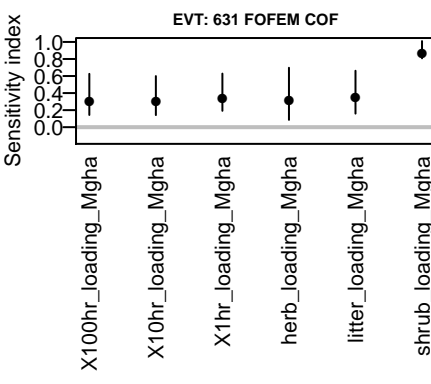 EVT: 631 FOFEM COF
Sensitivity index
1.0
0.8
0.6
0.4
0.2
0.0
X100hr_loading_Mgha
X10hr_loading_Mgha
X1hr_loading_Mgha
herb_loading_Mgha
litter_loading_Mgha
shrub_loading_Mgha